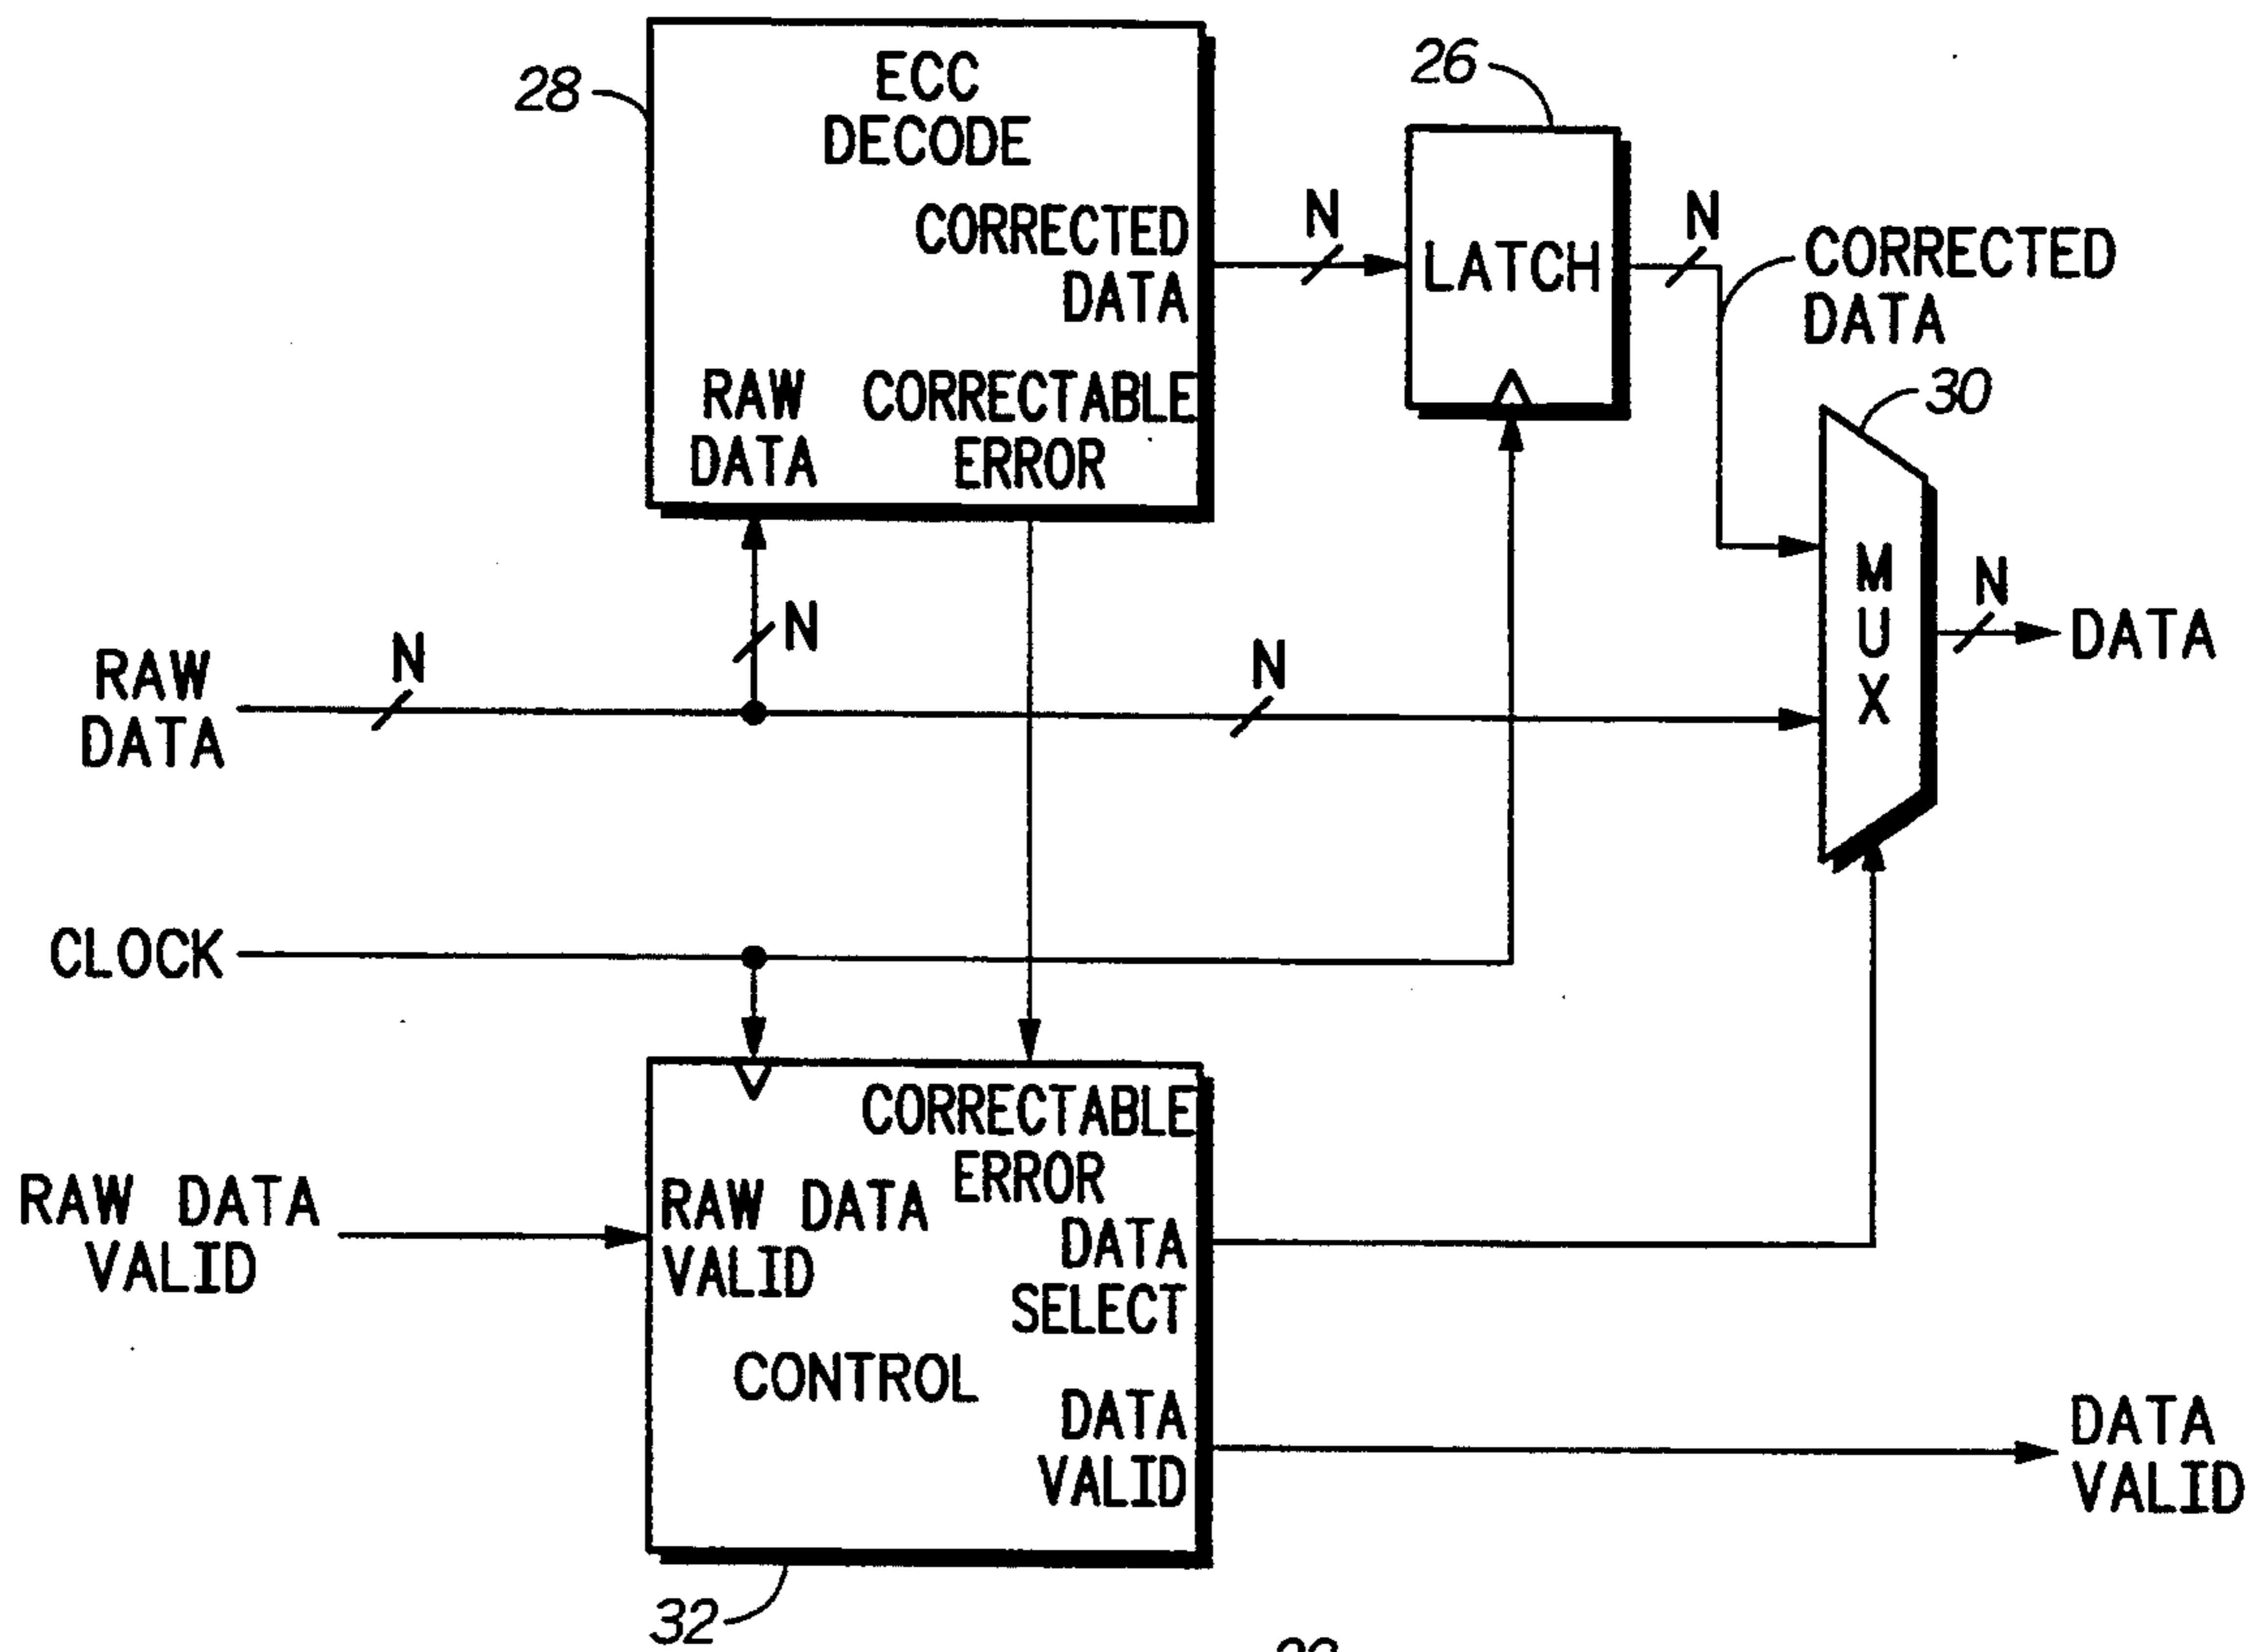 28
ECC
DECODE
CORRECTED
DATA
RAW
DATA
CORRECTABLE
ERROR
N
26
LATCH
N
CORRECTED
DATA
30
MUX
N
DATA
RAW
DATA
N
N
N
CLOCK
RAW DATA
VALID
CORRECTABLE
ERROR
RAW DATA
VALID
DATA
SELECT
CONTROL
DATA
VALID
DATA
VALID
32